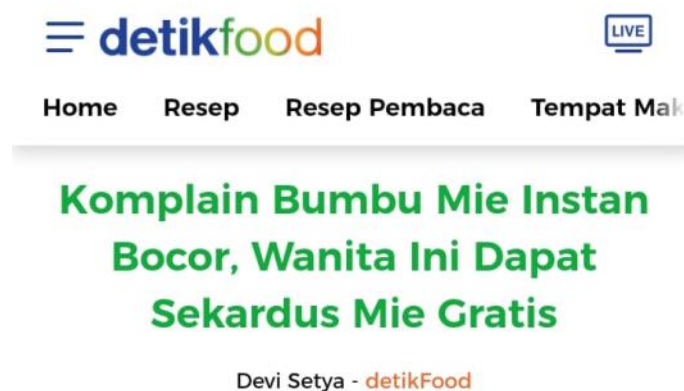 detikfood
LIVE
Home Resep Resep Pembaca Tempat Mak
Komplain Bumbu Mie Instan
Bocor, Wanita Ini Dapat
Sekardus Mie Gratis
Devi Setya - detikFood